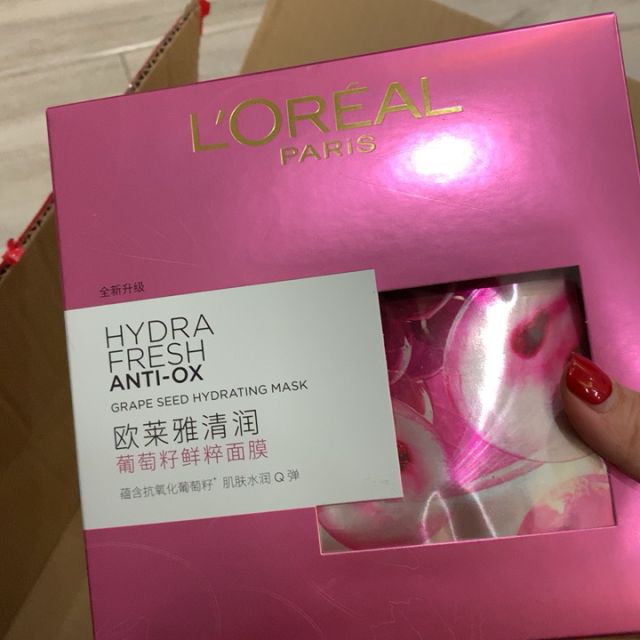 L'ORÉAL
PARIS
全新升级
HYDRA
FRESH
ANTI-OX
GRAPE SEED HYDRATING MASK
欧莱雅清润
葡萄籽鲜粹面膜
蕴含抗氧化葡萄籽* 肌肤水润Q弹